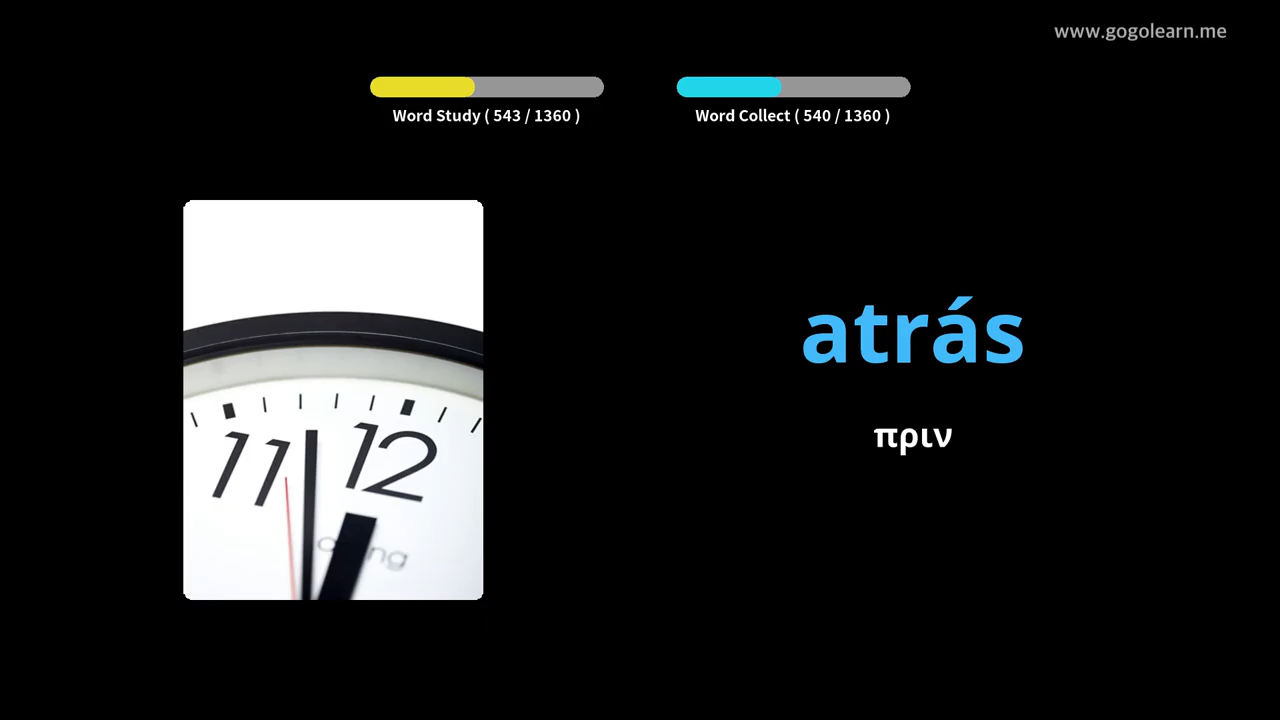 www.gogolearn.me
Word Study ( 543 / 1360 )
Word Collect ( 540 / 1360 )
11
12
atrás
πριν